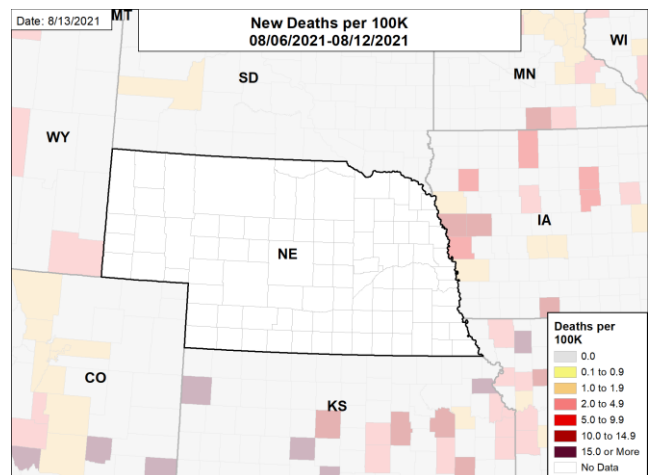 Date: 8/13/2021
MT
New Deaths per 100K
08/06/2021-08/12/2021
WI
SD
MN
WY
IA
NE
CO
KS
Deaths per
100K
0.0
0.1 to 0.9
1.0 to 1.9
2.0 to 4.9
5.0 to 9.9
10.0 to 14.9
15.0 or More
No Data